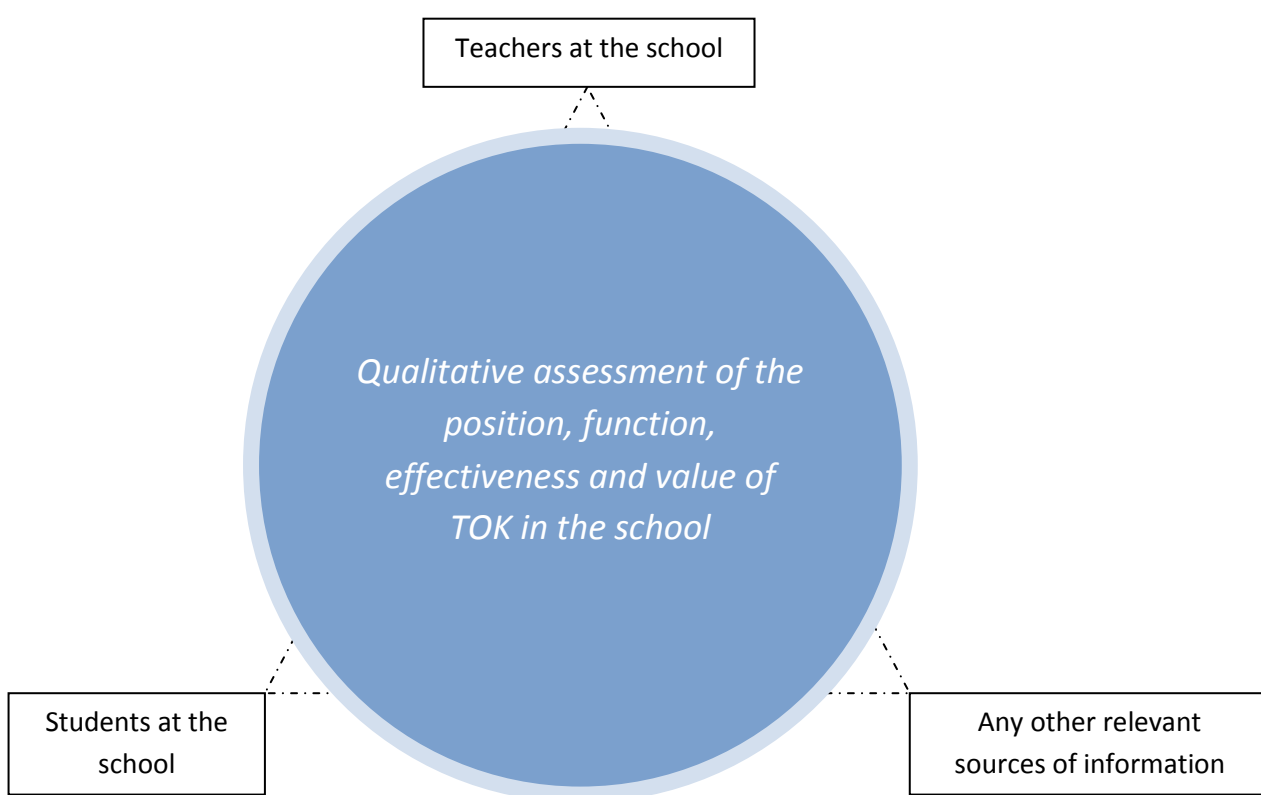 Teachers at the school
Qualitative assessment of the
position, function,
effectiveness and value of
TOK in the school
Students at the
school
Any other relevant
sources of information